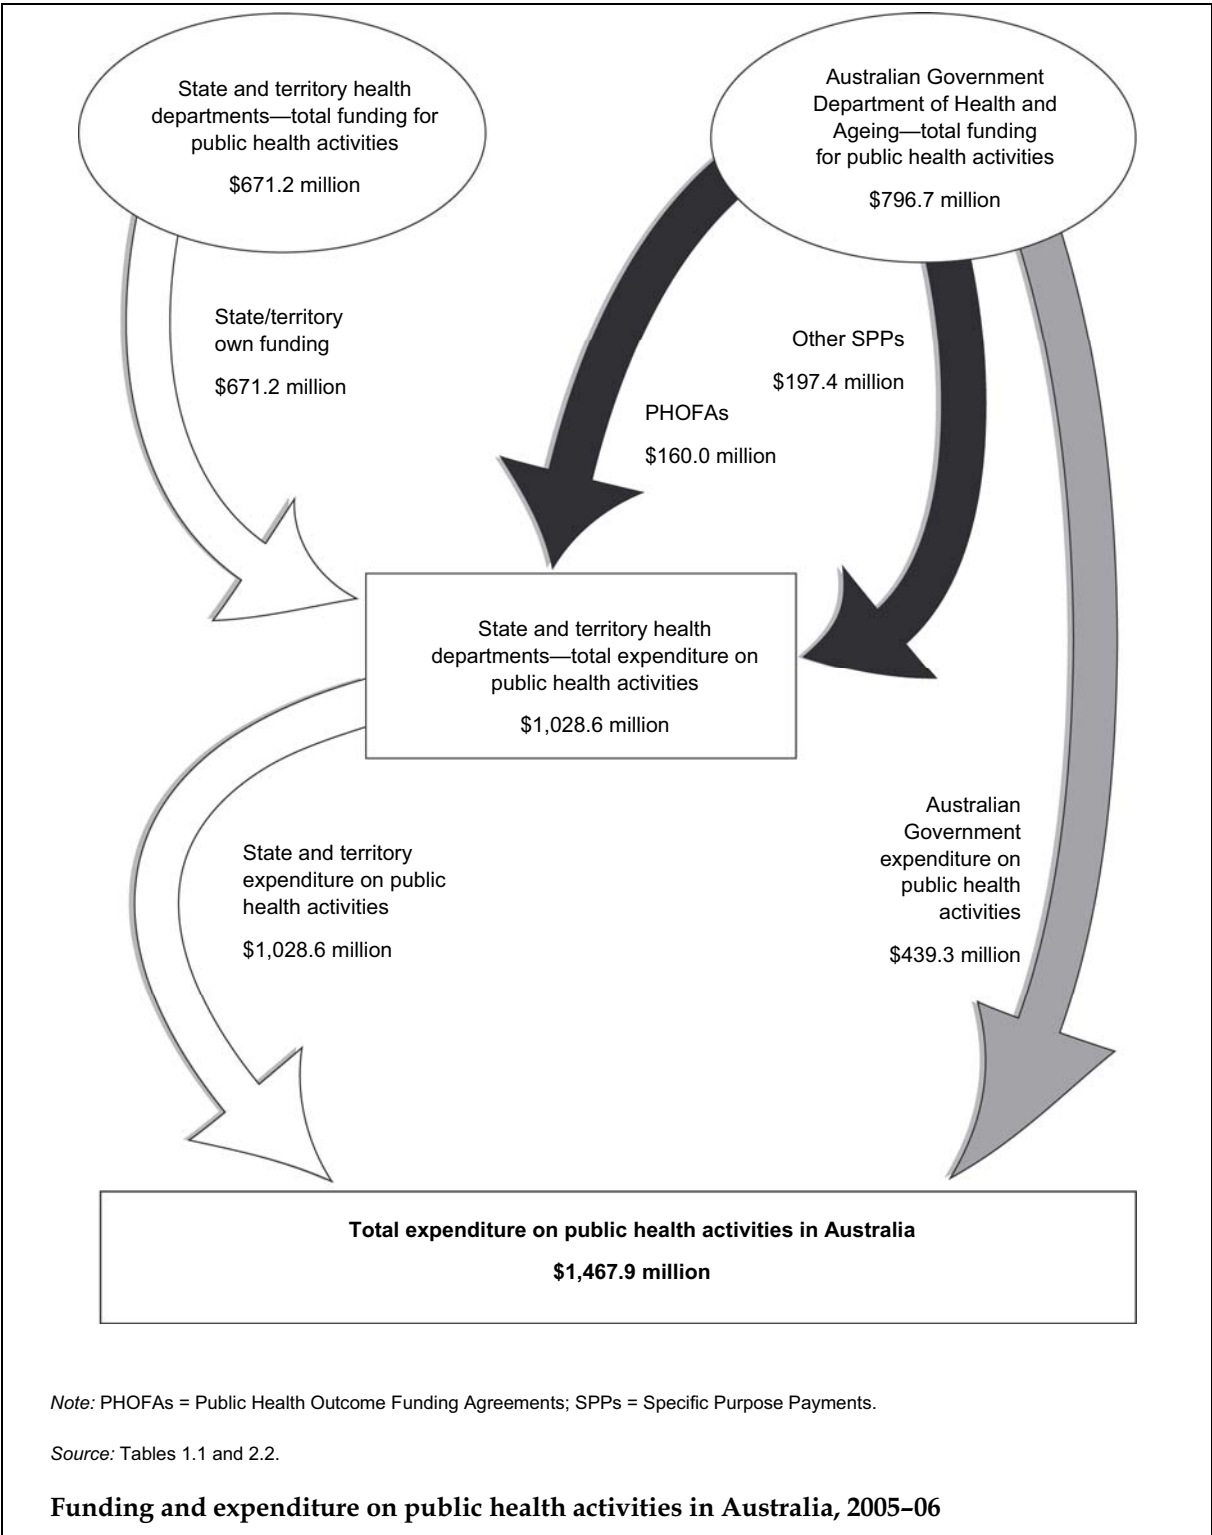 State and territory health
departments—total funding for
public health activities
$671.2 million
Australian Government
Department of Health and
Ageing—total funding
for public health activities
$796.7 million
State/territory
own funding
$671.2 million
Other SPPs
$197.4 million
PHOFAs
$160.0 million
State and territory health
departments—total expenditure on
public health activities
$1,028.6 million
State and territory
expenditure on public
health activities
$1,028.6 million
Australian
Government
expenditure on
public health
activities
$439.3 million
Total expenditure on public health activities in Australia
$1,467.9 million
Note: PHOFAs = Public Health Outcome Funding Agreements; SPPs = Specific Purpose Payments.
Source: Tables 1.1 and 2.2.
Funding and expenditure on public health activities in Australia, 2005–06